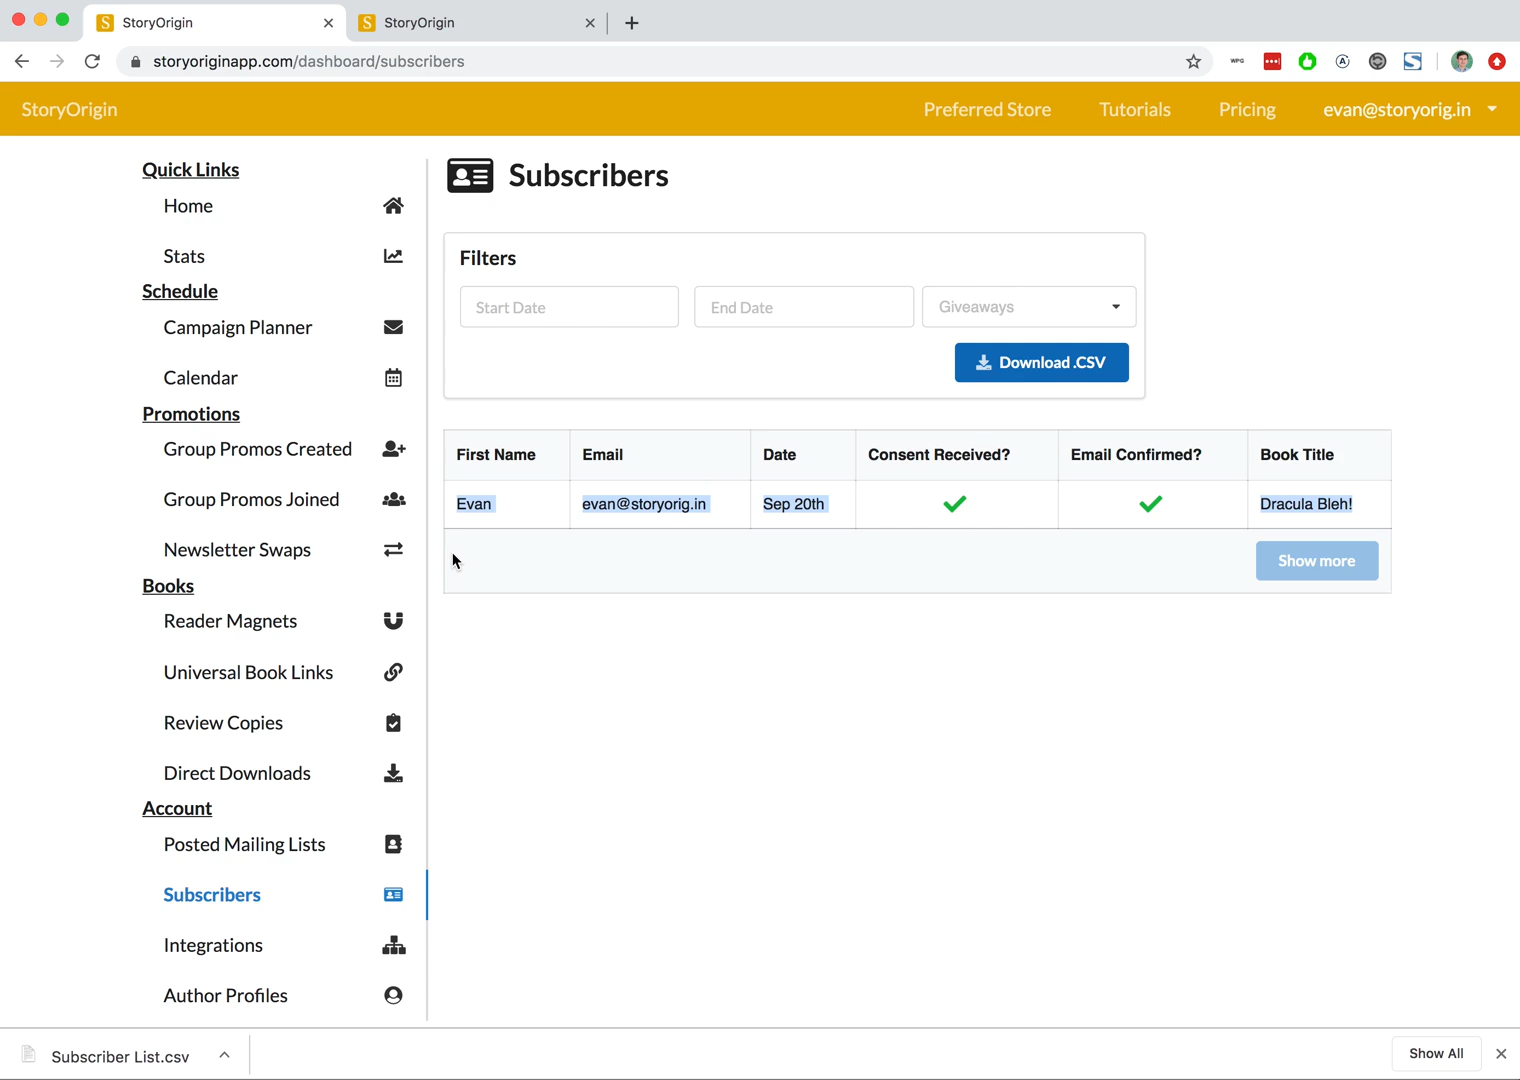 StoryOrigin
StoryOrigin
storyoriginapp.com/dashboard/subscribers
WPG
StoryOrigin
Preferred Store
Tutorials
Pricing
evan@storyorig.in
Quick Links
Home
Stats
Schedule
Campaign Planner
Calendar
Promotions
Group Promos Created
Group Promos Joined
Newsletter Swaps
Books
Reader Magnets
Universal Book Links
Review Copies
Direct Downloads
Account
Posted Mailing Lists
Subscribers
Integrations
Author Profiles
Subscribers
Filters
Start Date
End Date
Giveaways
Download .CSV
First Name Email Date Consent Received? Email Confirmed? Book Title
Evan evan@storyorig.in Sep 20th Dracula Bleh!
Show more
Subscriber List.csv
Show All